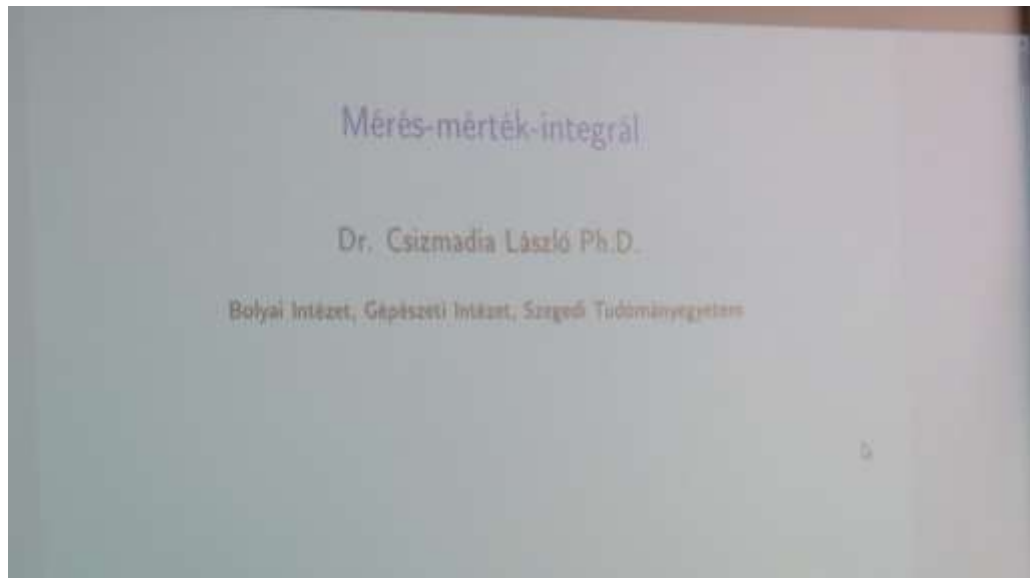 Mérés-mérték-integrál
Dr. Csizmadia László Ph.D.
Bolyai Intézet, Gépészeti Intézet, Szegedi Tudományegyetem